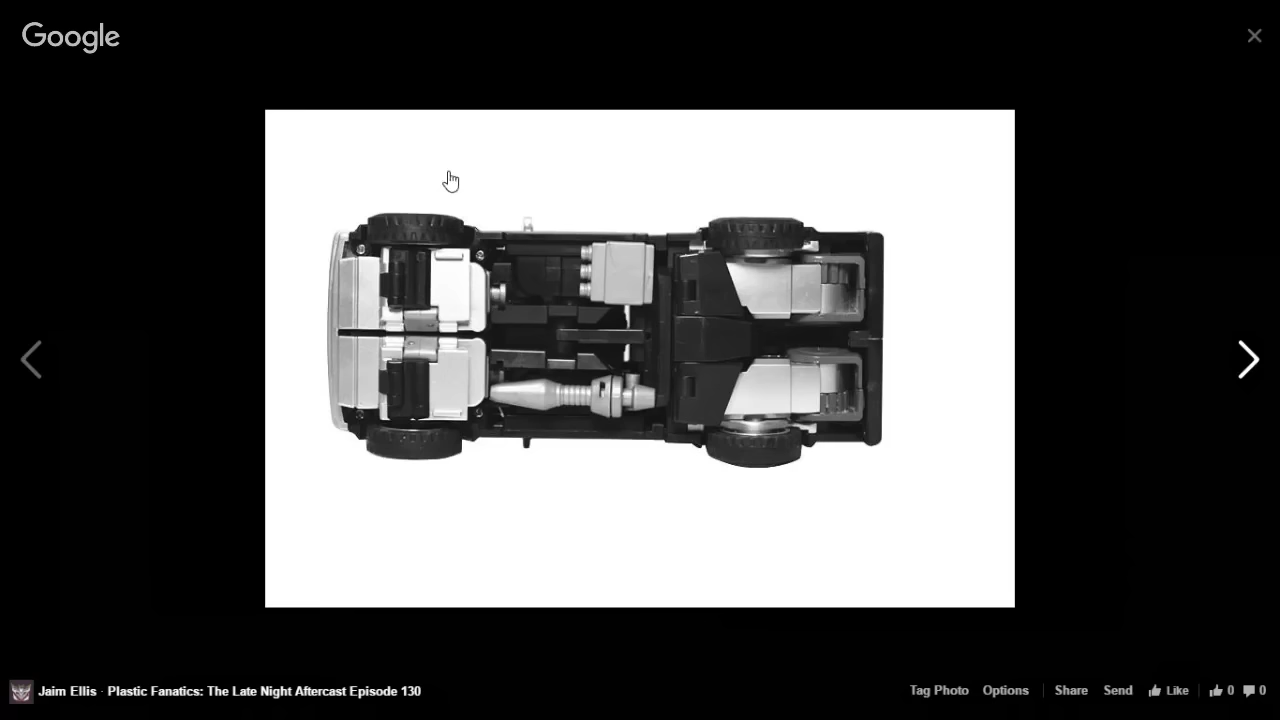 Google
Jaim Ellis · Plastic Fanatics: The Late Night Aftercast Episode 130
Tag Photo Options Share Send Like 0 0